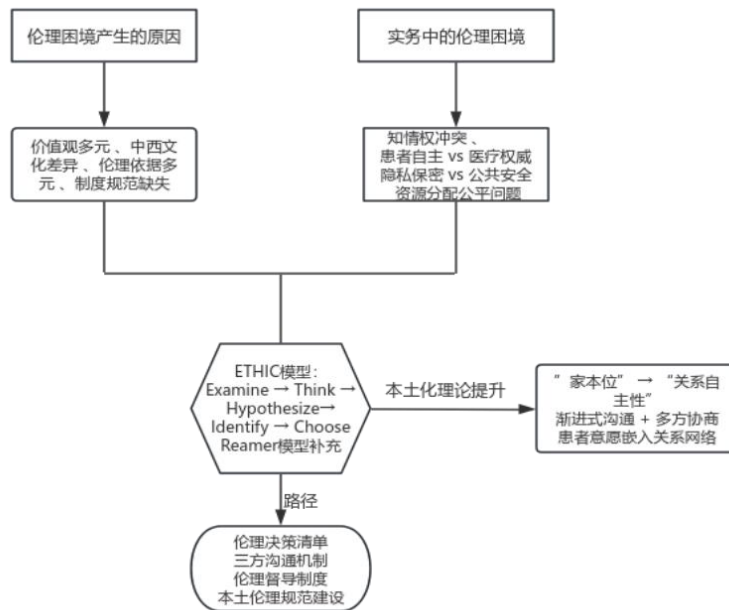 伦理困境产生的原因
实务中的伦理困境
价值观多元 、中西文
化差异 、伦理依据多
元 、制度规范缺失
知情权冲突 、
患者自主 vs 医疗权威
隐私保密 vs 公共安全
资源分配公平问题
ETHIC模型：
Examine → Think →
Hypothesize→
Identify → Choose
Reamer模型补充
本土化理论提升
”家本位” → “关系自
主性”
渐进式沟通 + 多方协商
患者意愿嵌入关系网络
路径
伦理决策清单
三方沟通机制
伦理督导制度
本土伦理规范建设